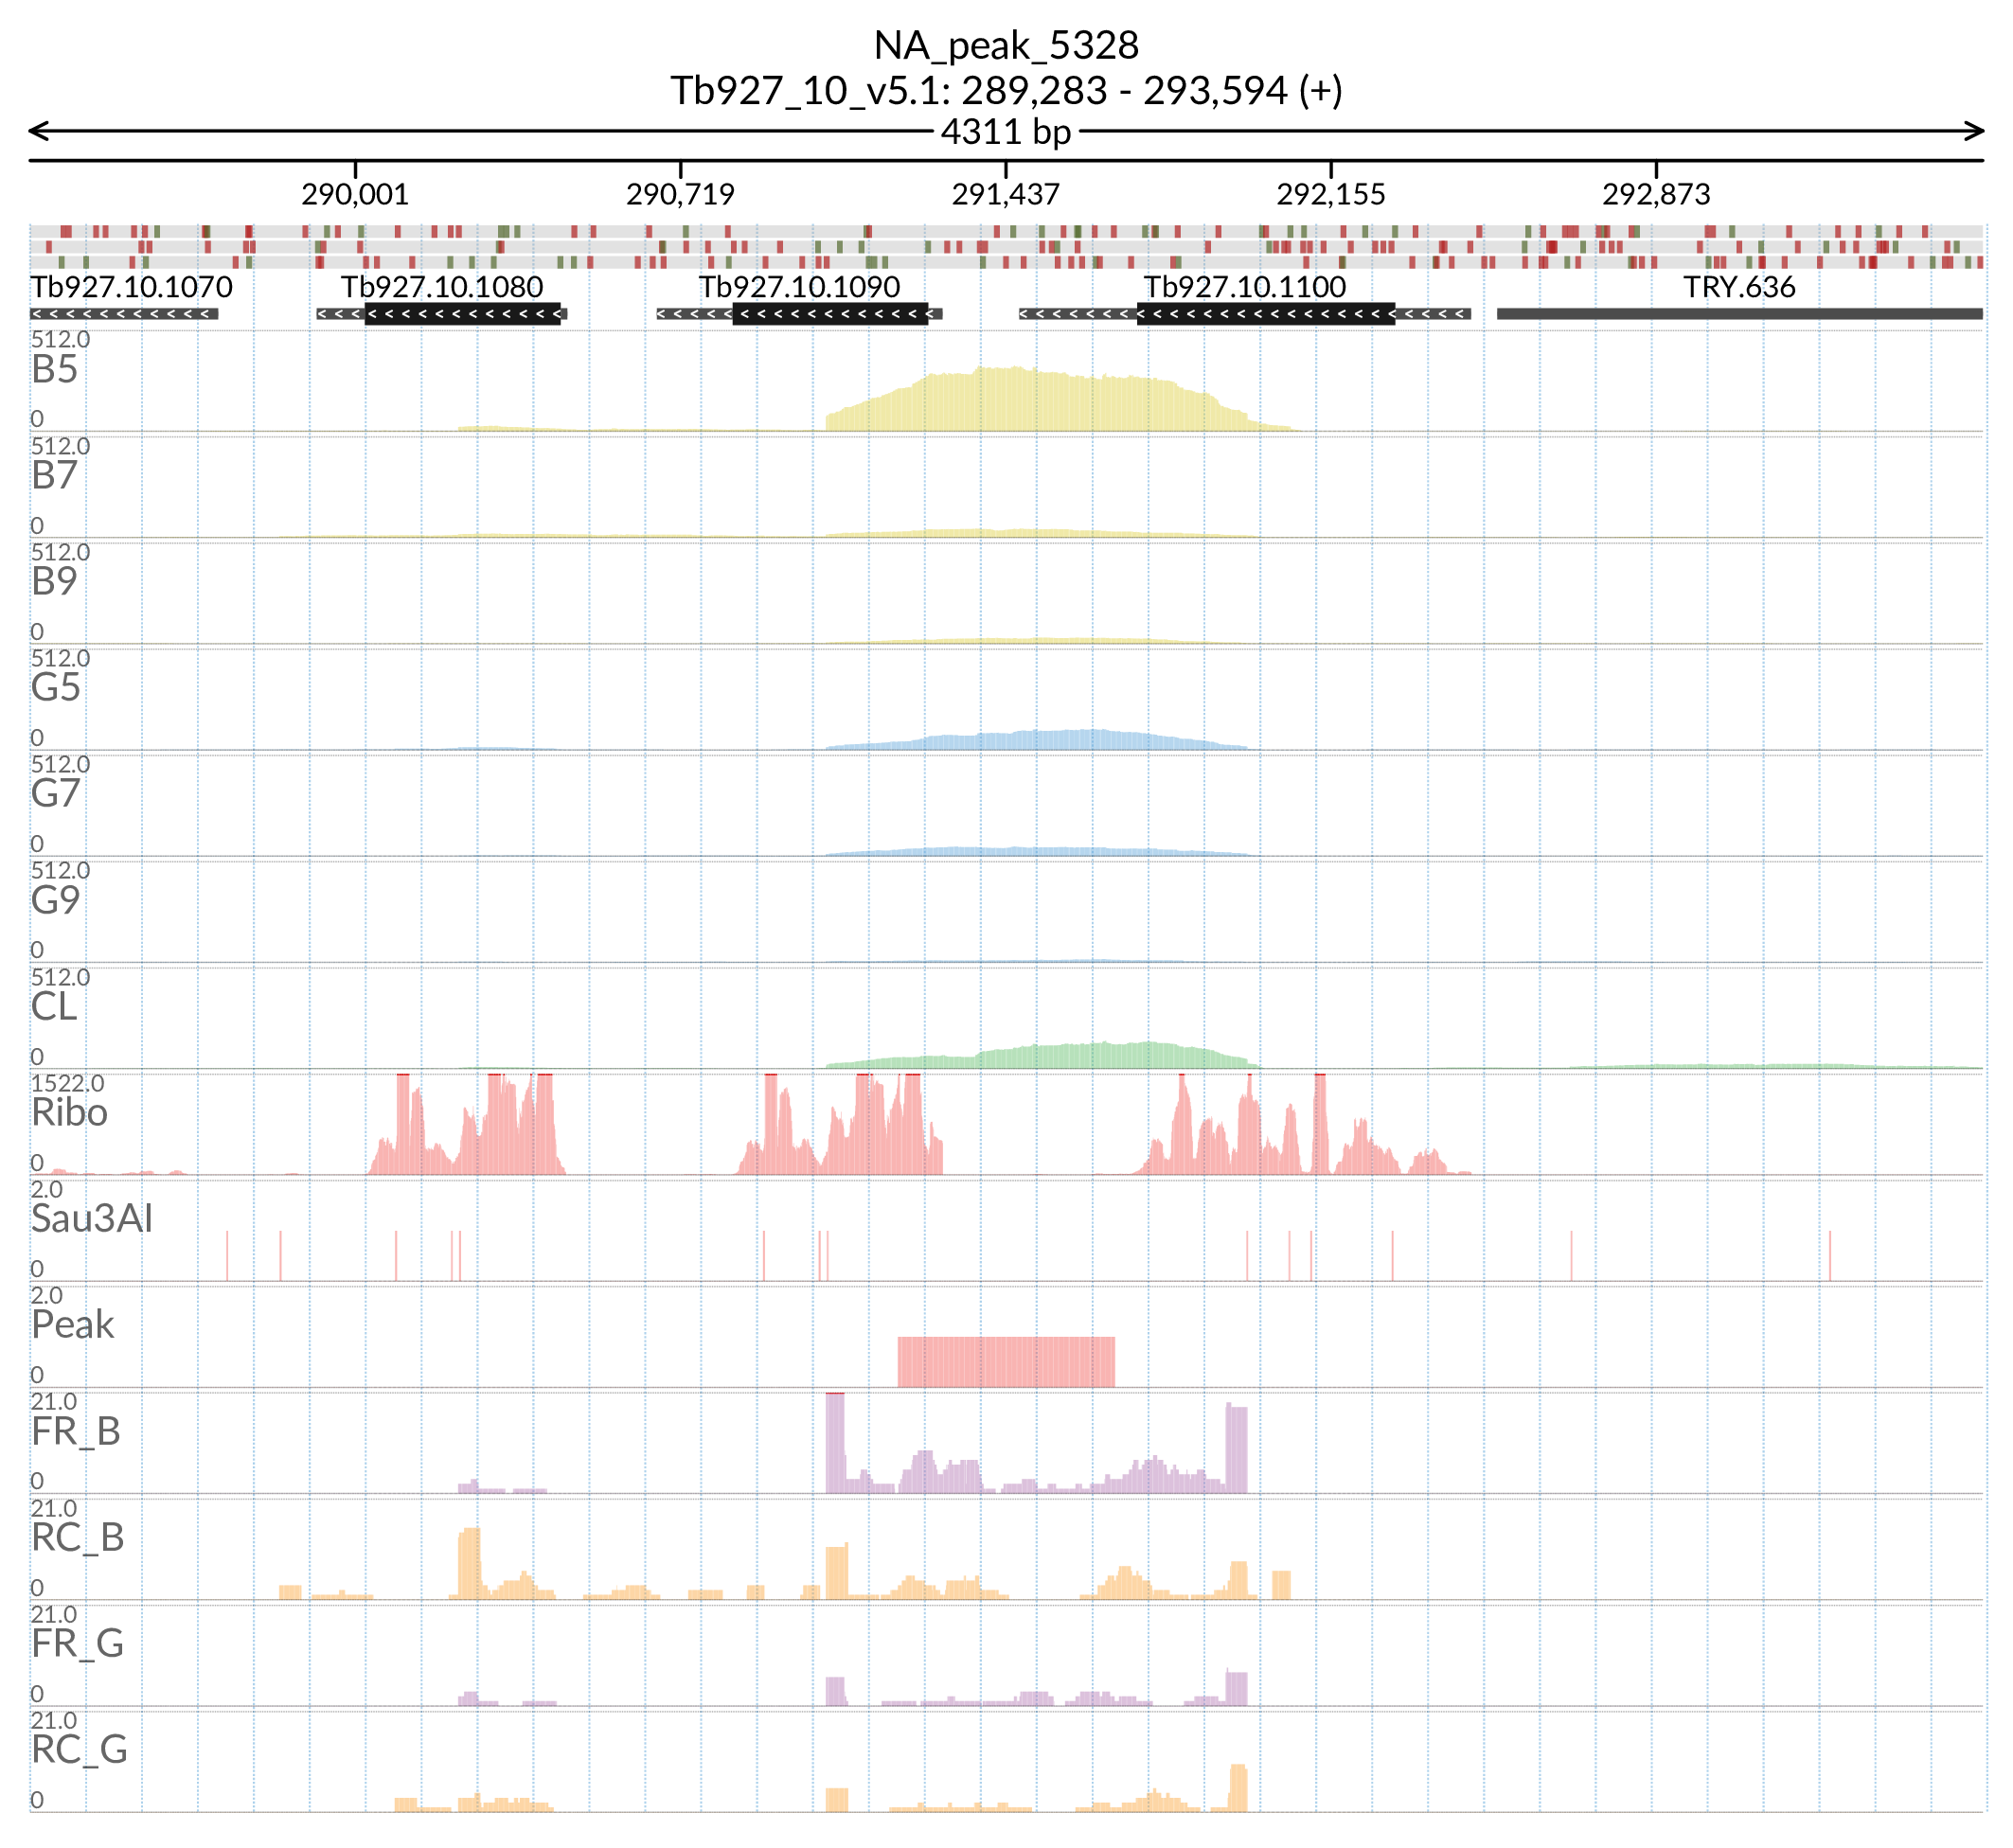 NA_peak_5328
Tb927_10_v5.1: 289,283 - 293,594 (+)
4311 bp
290,001 290,719 291,437 292,155 292,873
Tb927.10.1070 Tb927.10.1080 Tb927.10.1090 Tb927.10.1100 TRY.636
512.0
B5
0
512.0
B7
0
512.0
B9
0
512.0
G5
0
512.0
G7
0
512.0
G9
0
512.0
CL
0
1522.0
Ribo
0
2.0
Sau3AI
0
2.0
Peak
0
21.0
FR_B
0
21.0
RC_B
0
21.0
FR_G
0
21.0
RC_G
0